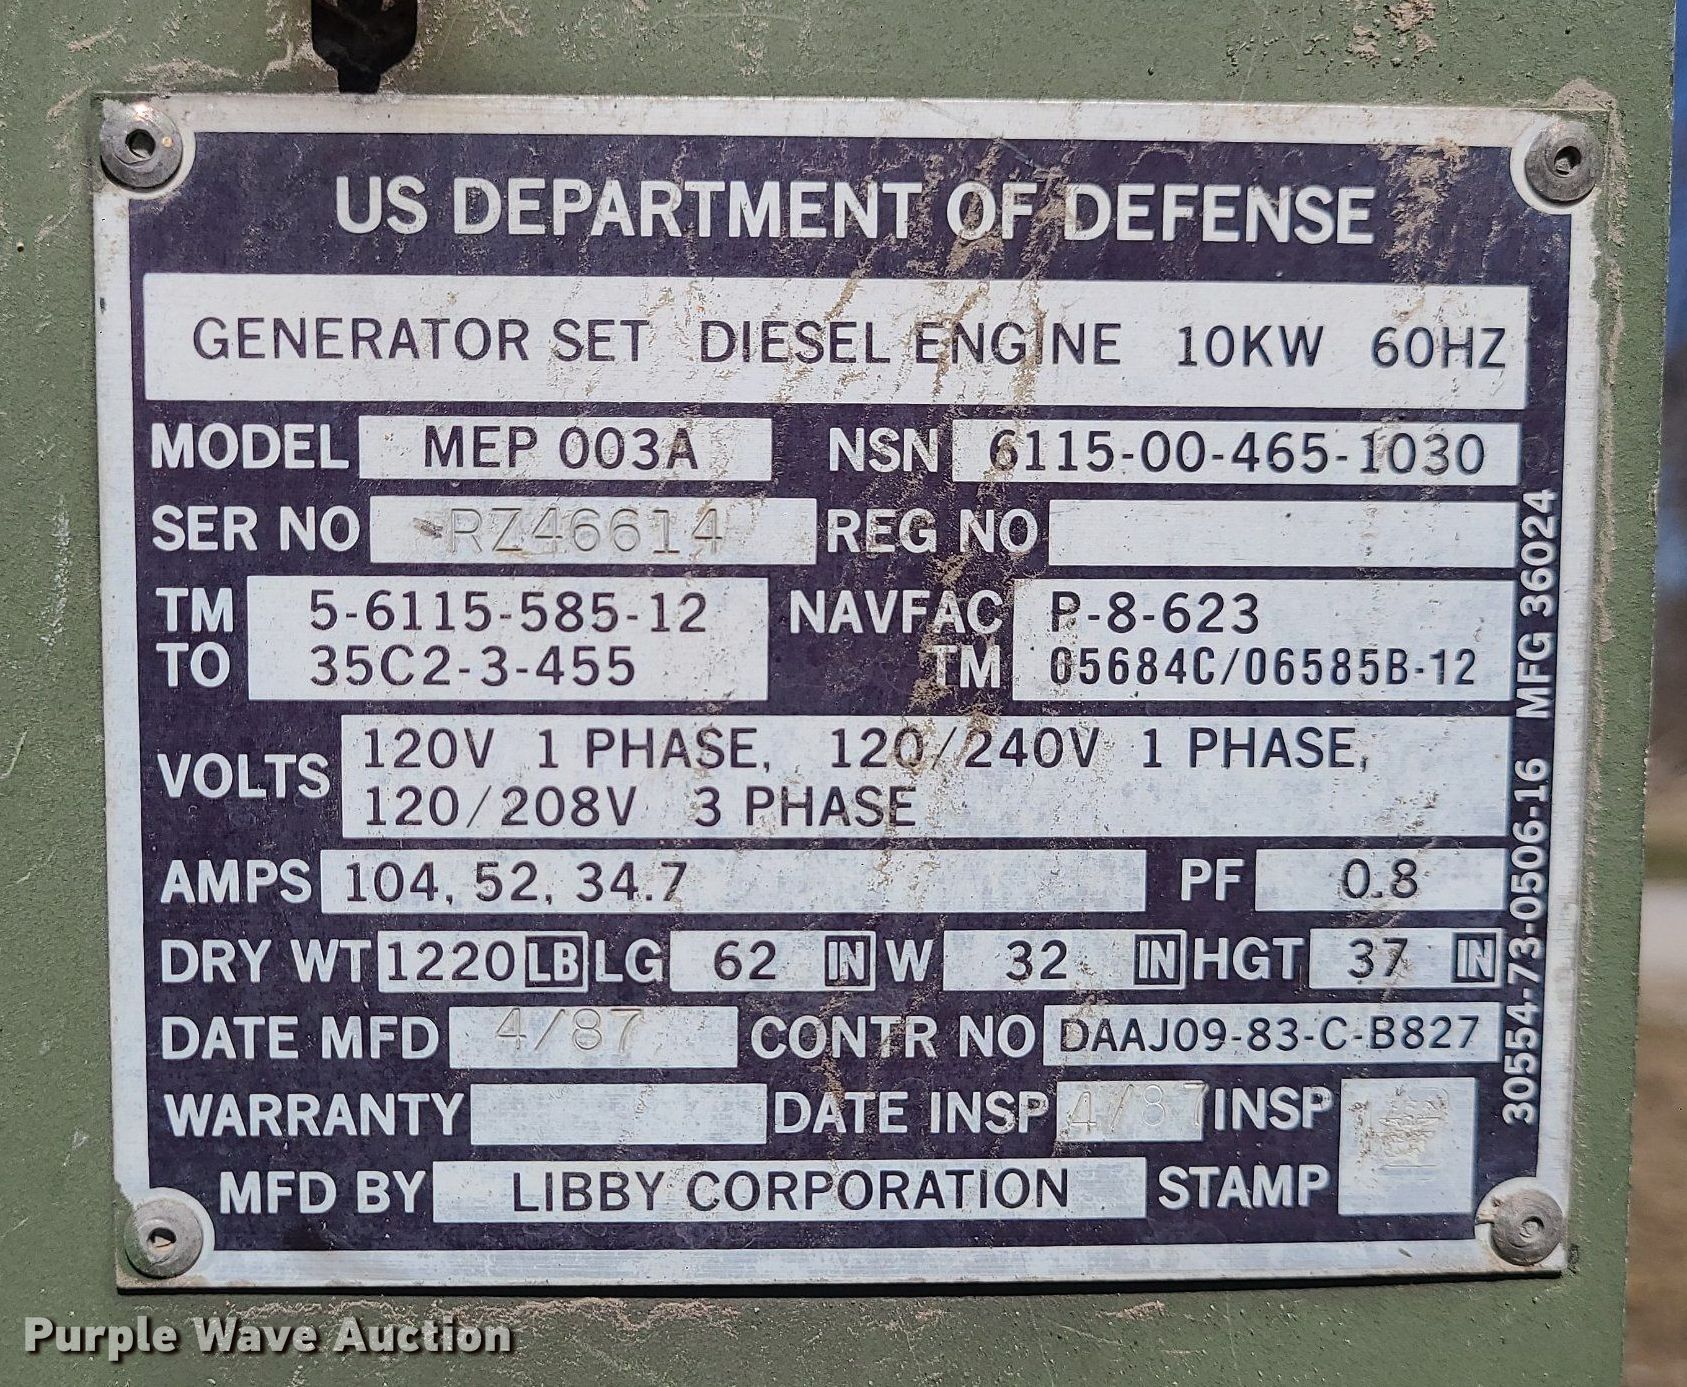 US DEPARTMENT OF DEFENSE
GENERATOR SET DIESEL ENGINE 10KW 60HZ
MODEL MEP 003A NSN 6115-00-465-1030
SER NO RZ46614 REG NO
TM 5-6115-585-12 NAVFAC P-8-623
TO 35C2-3-455 TM 05684C/06585B-12
VOLTS 120V 1 PHASE, 120/240V 1 PHASE,
120/208V 3 PHASE
AMPS 104, 52, 34.7 PF 0.8
DRY WT 1220 LB LG 62 IN W 32 IN HGT 37 IN
DATE MFD 4/87 CONTR NO DAAJ09-83-C-B827
WARRANTY DATE INSP 4/87 INSP
MFD BY LIBBY CORPORATION STAMP
30554-73-0506-16 MFG 36024
Purple Wave Auction